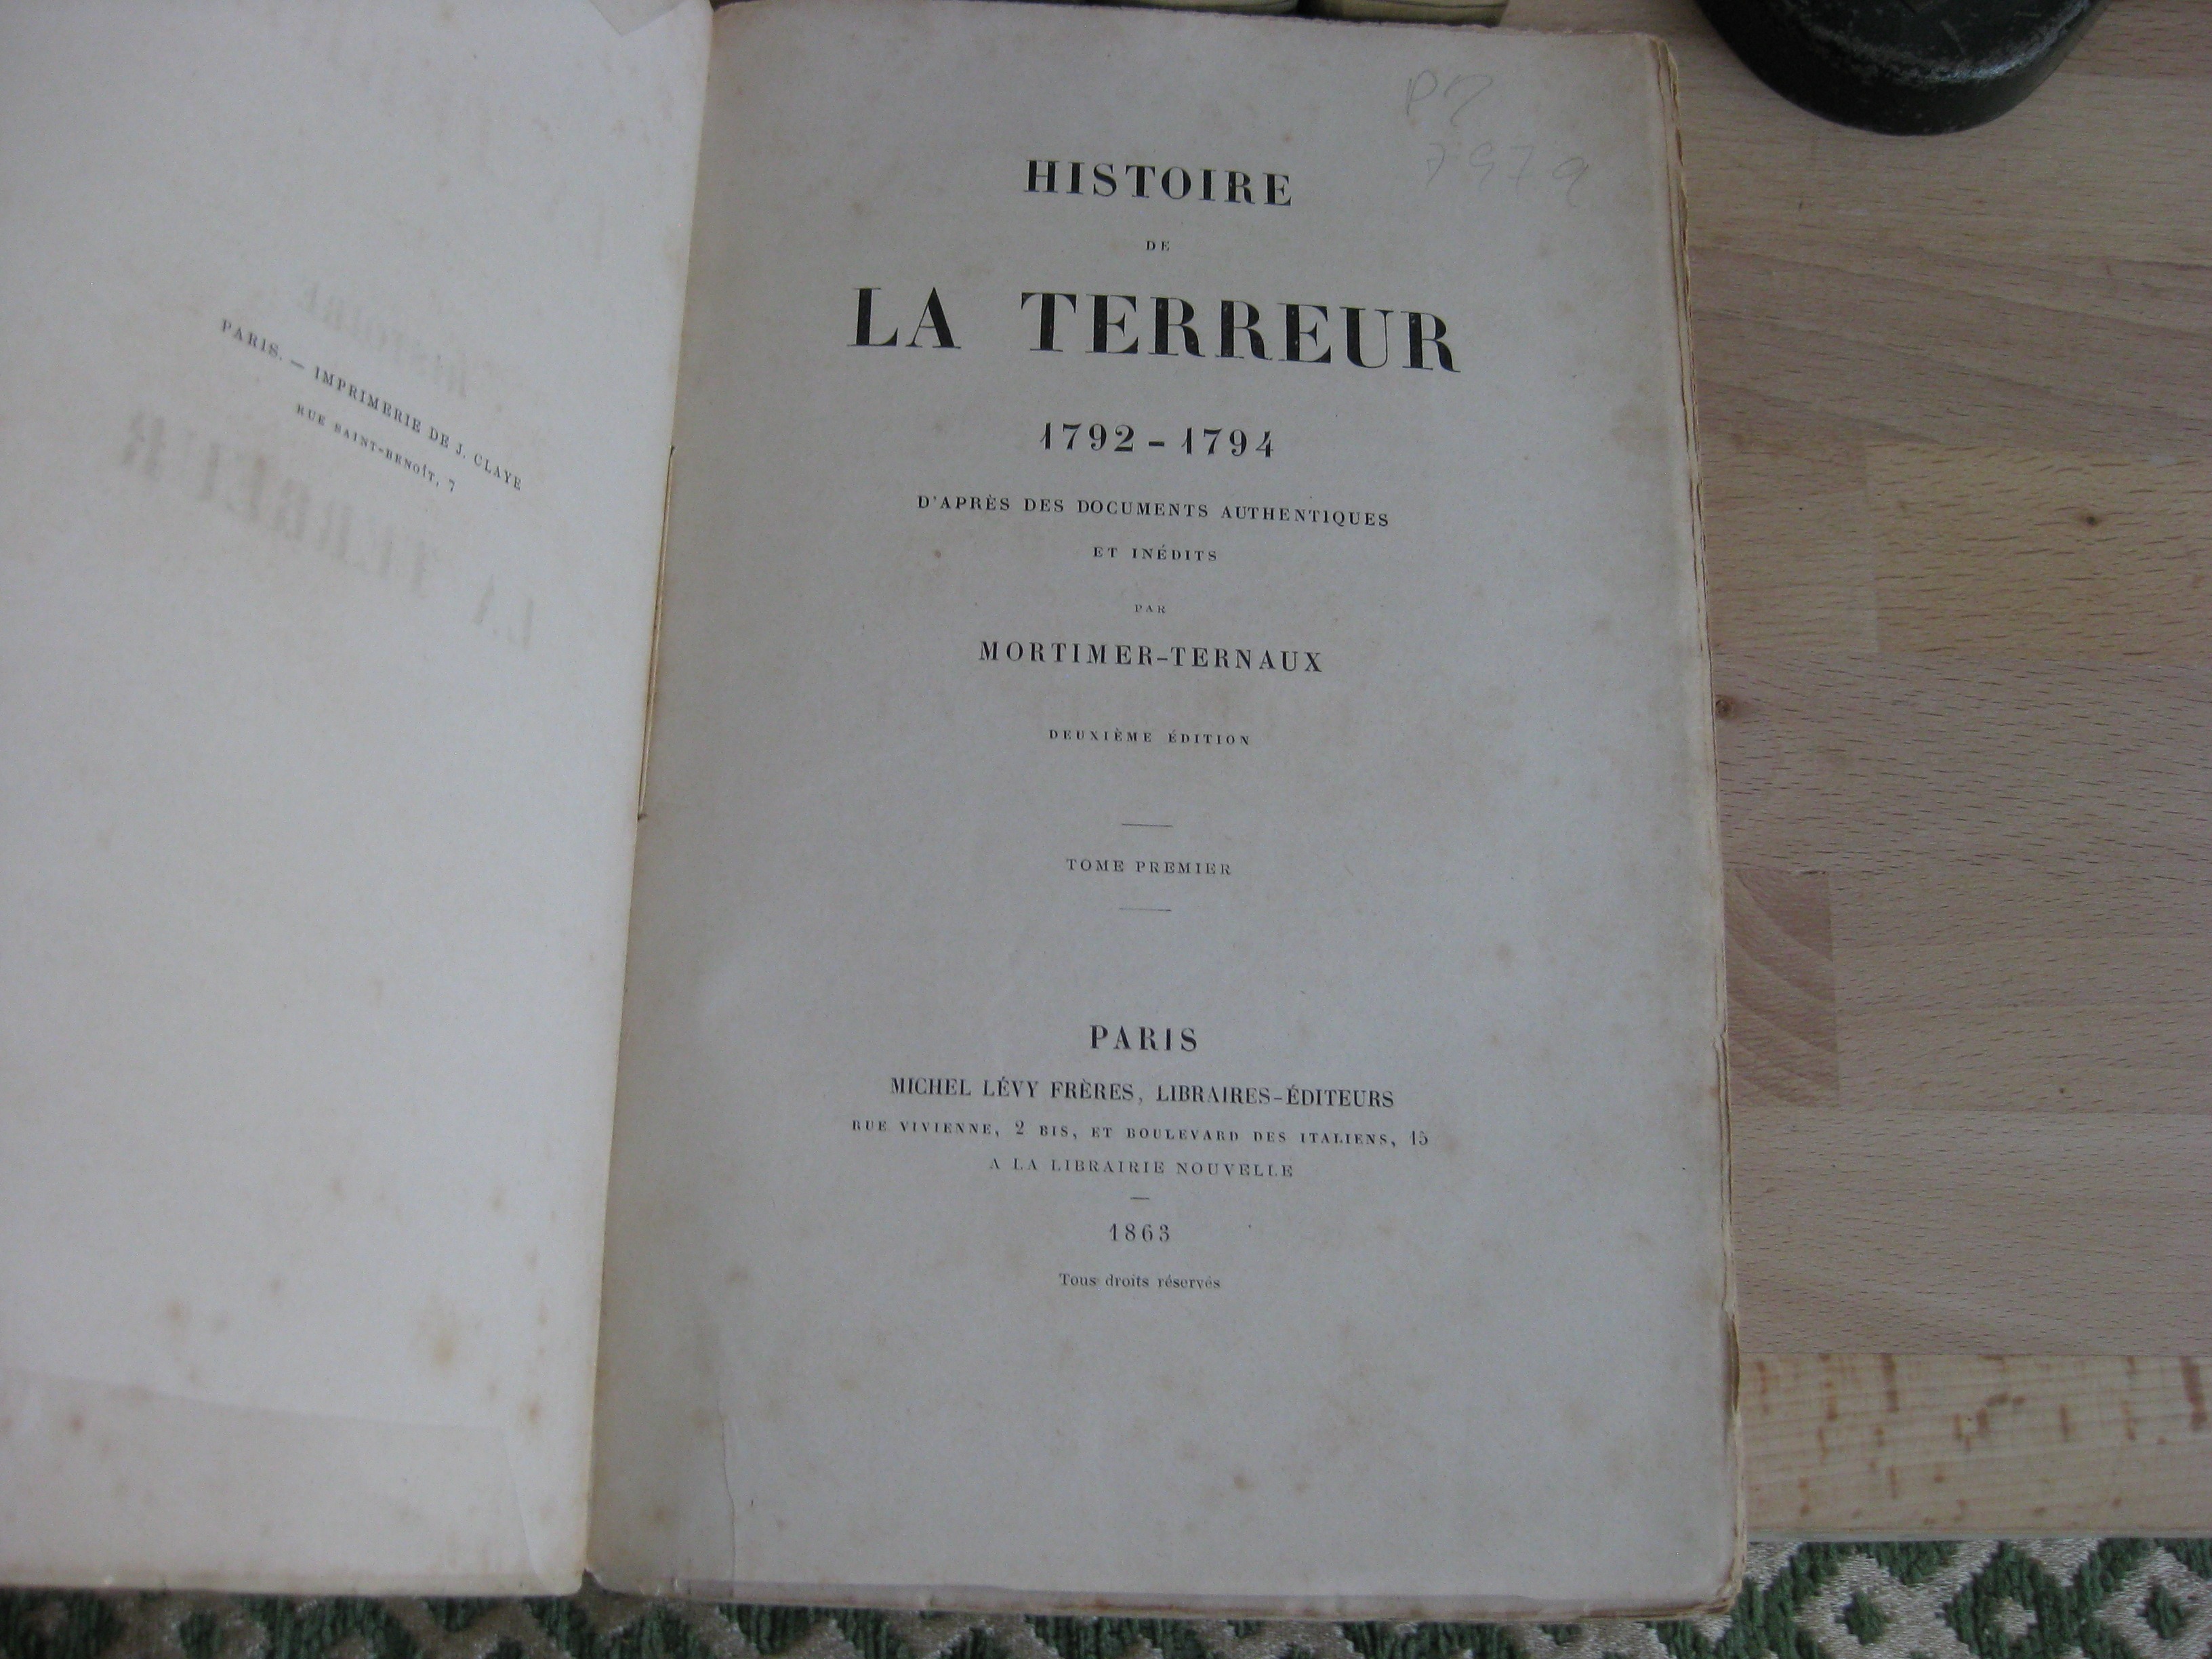 PARIS. — IMPRIMERIE DE J. CLAYE
RUE SAINT-BENOÎT, 7
HISTOIRE
DE
LA TERREUR
1792-1794
D'APRÈS DES DOCUMENTS AUTHENTIQUES
ET INÉDITS
PAR
MORTIMER-TERNAUX
DEUXIÈME ÉDITION
TOME PREMIER
PARIS
MICHEL LÉVY FRÈRES, LIBRAIRES-ÉDITEURS
RUE VIVIENNE, 2 BIS, ET BOULEVARD DES ITALIENS, 15
A LA LIBRAIRIE NOUVELLE
—
1863
Tous droits réservés